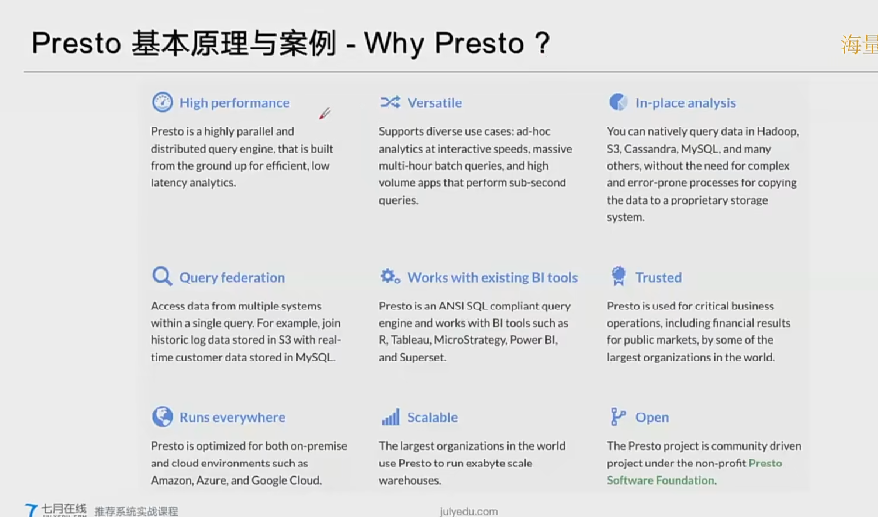 Presto 基本原理与案例 - Why Presto ?
海量
High performance
Presto is a highly parallel and
distributed query engine, that is built
from the ground up for efficient, low
latency analytics.
Versatile
Supports diverse use cases: ad-hoc
analytics at interactive speeds, massive
multi-hour batch queries, and high
volume apps that perform sub-second
queries.
In-place analysis
You can natively query data in Hadoop,
S3, Cassandra, MySQL, and many
others, without the need for complex
and error-prone processes for copying
the data to a proprietary storage
system.
Query federation
Access data from multiple systems
within a single query. For example, join
historic log data stored in S3 with real-
time customer data stored in MySQL.
Works with existing BI tools
Presto is an ANSI SQL compliant query
engine and works with BI tools such as
R, Tableau, MicroStrategy, Power BI,
and Superset.
Trusted
Presto is used for critical business
operations, including financial results
for public markets, by some of the
largest organizations in the world.
Runs everywhere
Presto is optimized for both on-premise
and cloud environments such as
Amazon, Azure, and Google Cloud.
Scalable
The largest organizations in the world
use Presto to run exabyte scale
warehouses.
Open
The Presto project is community driven
project under the non-profit Presto
Software Foundation.
七月在线 推荐系统实战课程
julyedu.com